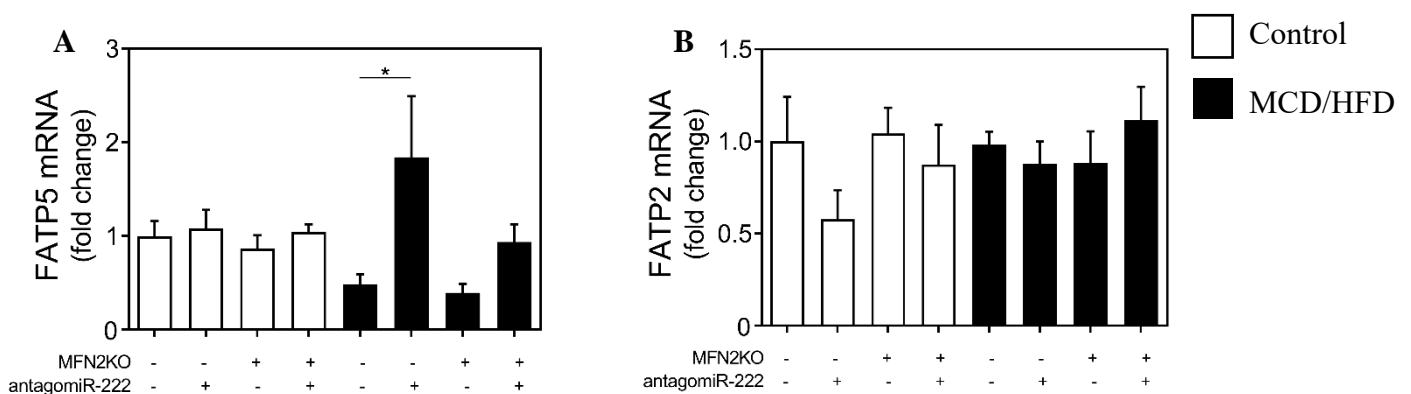 A
FATP5 mRNA
(fold change)
3
2
1
0
*
MFN2KO - - + + - - + +
antagomiR-222 - + - + - + - +
B
FATP2 mRNA
(fold change)
1.5
1.0
0.5
0
MFN2KO - - + + - - + +
antagomiR-222 - + - + - + - +
Control
MCD/HFD